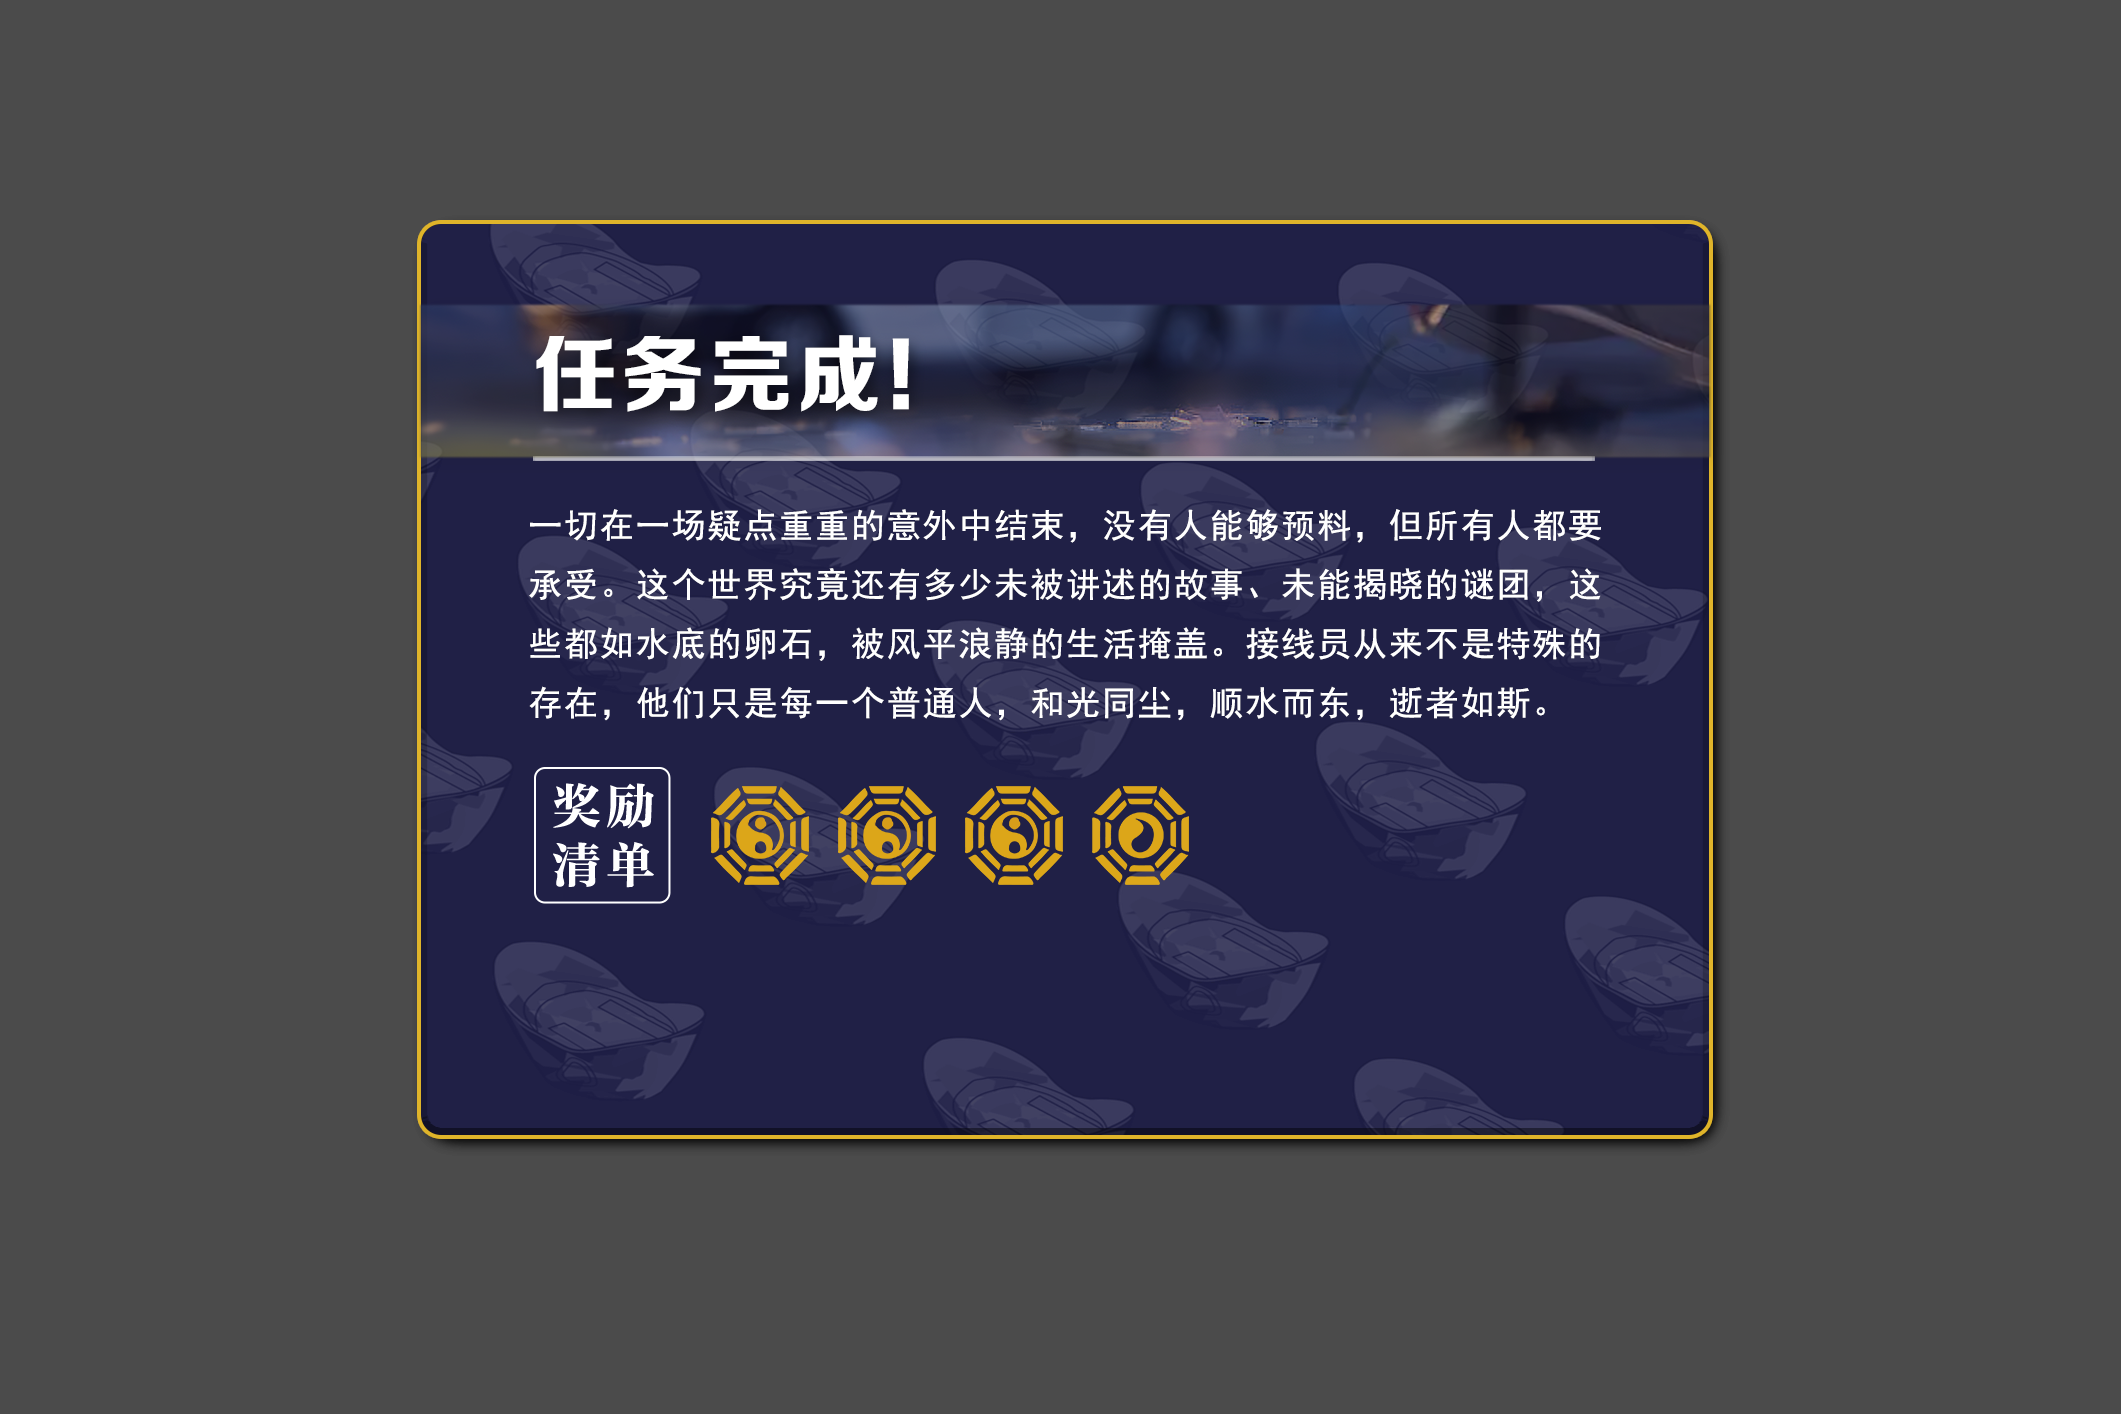 任务完成!
一切在一场疑点重重的意外中结束，没有人能够预料，但所有人都要
承受。这个世界究竟还有多少未被讲述的故事、未能揭晓的谜团，这
些都如水底的卵石，被风平浪静的生活掩盖。接线员从来不是特殊的
存在，他们只是每一个普通人，和光同尘，顺水而东，逝者如斯。
奖励
清单